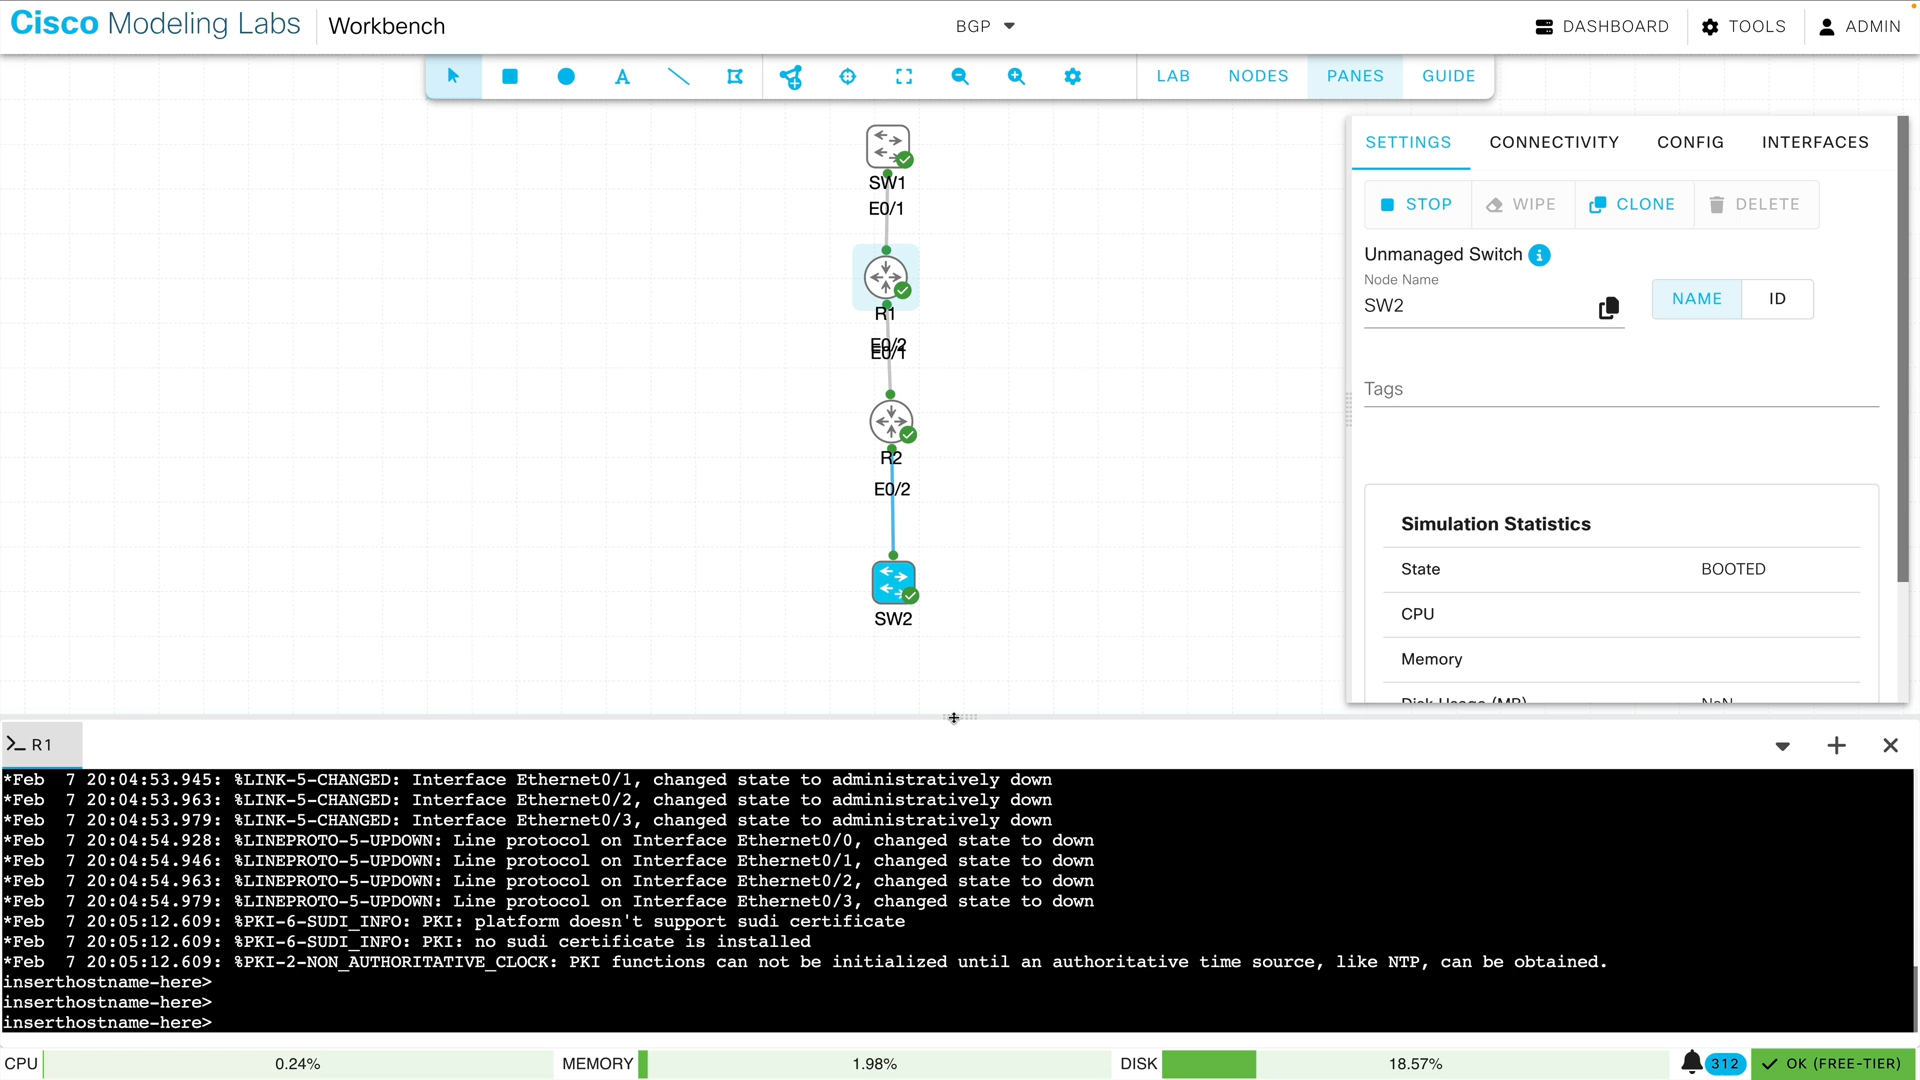 Cisco Modeling Labs Workbench
BGP
DASHBOARD TOOLS ADMIN
LAB NODES PANES GUIDE
SW1
E0/1
R1
E0/2
E0/1
R2
E0/2
SW2
SETTINGS CONNECTIVITY CONFIG INTERFACES
STOP WIPE CLONE DELETE
Unmanaged Switch
Node Name
SW2
NAME ID
Tags
Simulation Statistics
State BOOTED
CPU
Memory
Disk Usage (MB) NaN
>_ R1
*Feb  7 20:04:53.945: %LINK-5-CHANGED: Interface Ethernet0/1, changed state to administratively down
*Feb  7 20:04:53.963: %LINK-5-CHANGED: Interface Ethernet0/2, changed state to administratively down
*Feb  7 20:04:53.979: %LINK-5-CHANGED: Interface Ethernet0/3, changed state to administratively down
*Feb  7 20:04:54.928: %LINEPROTO-5-UPDOWN: Line protocol on Interface Ethernet0/0, changed state to down
*Feb  7 20:04:54.946: %LINEPROTO-5-UPDOWN: Line protocol on Interface Ethernet0/1, changed state to down
*Feb  7 20:04:54.963: %LINEPROTO-5-UPDOWN: Line protocol on Interface Ethernet0/2, changed state to down
*Feb  7 20:04:54.979: %LINEPROTO-5-UPDOWN: Line protocol on Interface Ethernet0/3, changed state to down
*Feb  7 20:05:12.609: %PKI-6-SUDI_INFO: PKI: platform doesn't support sudi certificate
*Feb  7 20:05:12.609: %PKI-6-SUDI_INFO: PKI: no sudi certificate is installed
*Feb  7 20:05:12.609: %PKI-2-NON_AUTHORITATIVE_CLOCK: PKI functions can not be initialized until an authoritative time source, like NTP, can be obtained.
inserthostname-here>
inserthostname-here>
inserthostname-here>
CPU 0.24% MEMORY 1.98% DISK 18.57% 312 OK (FREE-TIER)